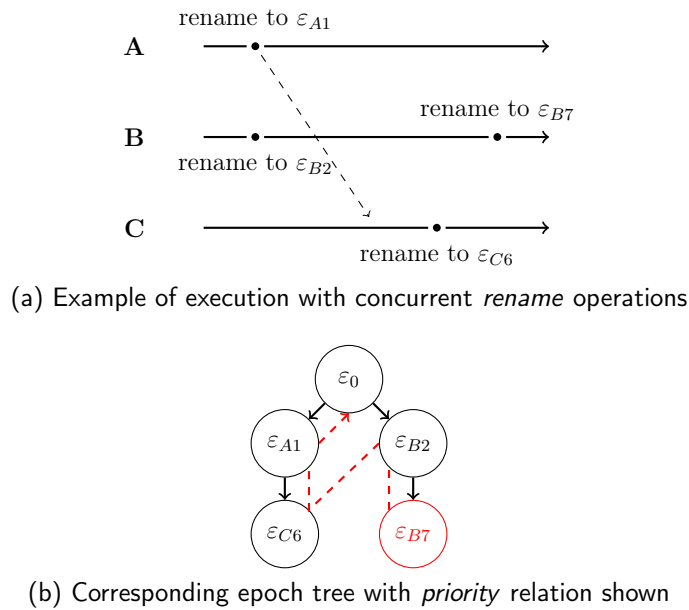 rename to εA1
A
rename to εB7
B
rename to εB2
C
rename to εC6
(a) Example of execution with concurrent rename operations
ε0
εA1
εB2
εC6
εB7
(b) Corresponding epoch tree with priority relation shown